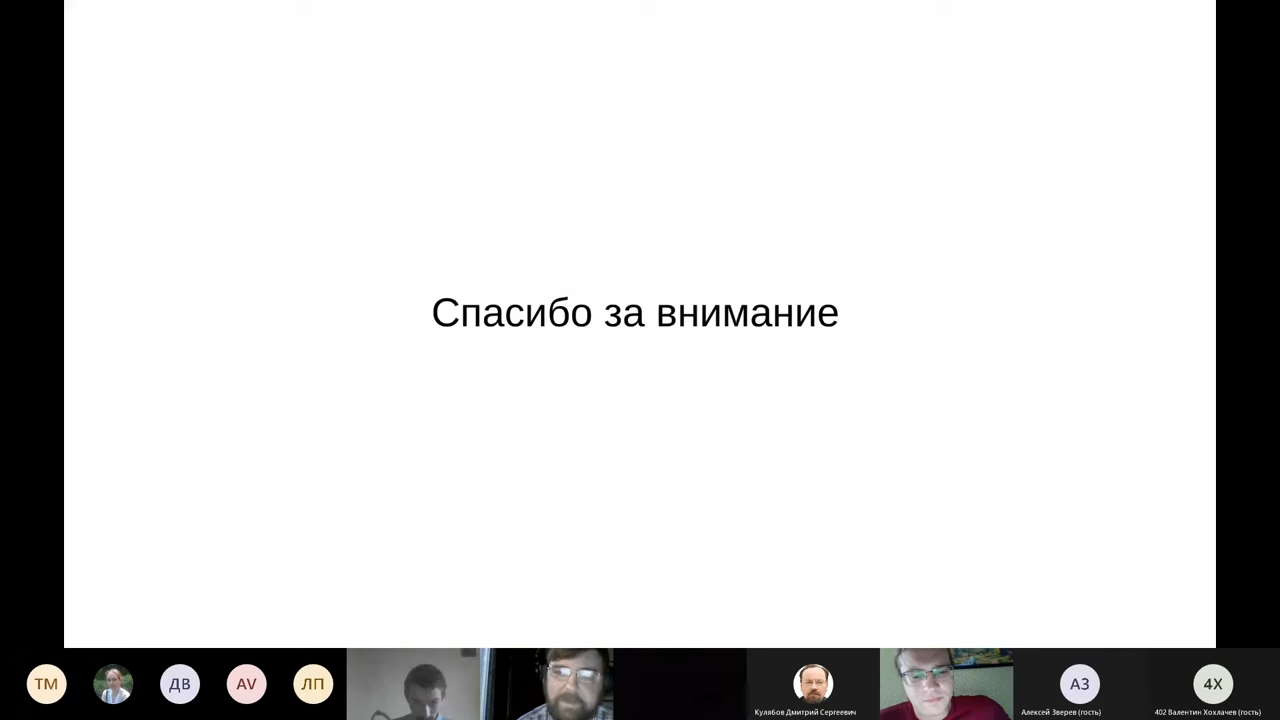 Спасибо за внимание
ТМ
ДВ
AV
ЛП
Кулябов Дмитрий Сергеевич
АЗ
Алексей Зверев (гость)
4Х
402 Валентин Хохлачев (гость)